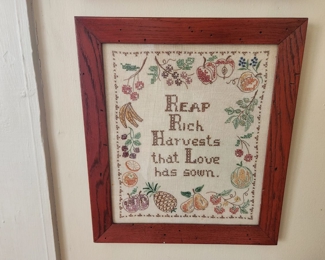 REAP
RICH
HARVESTS
that LOVE
has sown.